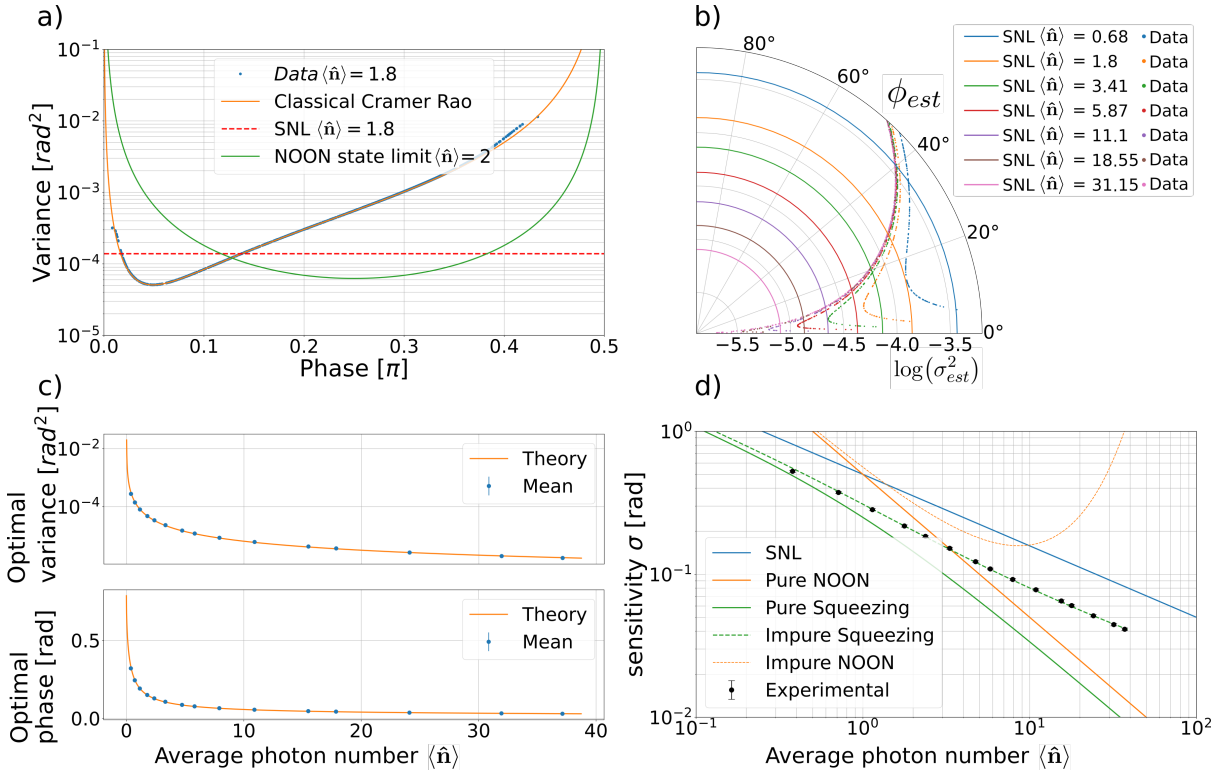 a)
10⁻¹
10⁻²
10⁻³
10⁻⁴
10⁻⁵
Variance [rad²]
Data ⟨n̂⟩ = 1.8
Classical Cramer Rao
SNL ⟨n̂⟩ = 1.8
NOON state limit ⟨n̂⟩ = 2
0.0 0.1 0.2 0.3 0.4 0.5
Phase [π]
b)
80°
60°
40°
20°
0°
ϕest
−5.5 −5.0 −4.5 −4.0 −3.5
log(σ²est)
SNL ⟨n̂⟩ = 0.68 Data
SNL ⟨n̂⟩ = 1.8 Data
SNL ⟨n̂⟩ = 3.41 Data
SNL ⟨n̂⟩ = 5.87 Data
SNL ⟨n̂⟩ = 11.1 Data
SNL ⟨n̂⟩ = 18.55 Data
SNL ⟨n̂⟩ = 31.15 Data
c)
Optimal
variance [rad²]
10⁻²
10⁻⁴
Theory
Mean
Optimal
phase [rad]
0.5
0.0
Theory
Mean
0 10 20 30 40
Average photon number ⟨n̂⟩
d)
sensitivity σ [rad]
10⁰
10⁻¹
10⁻²
SNL
Pure NOON
Pure Squeezing
Impure Squeezing
Impure NOON
Experimental
10⁻¹ 10⁰ 10¹ 10²
Average photon number ⟨n̂⟩